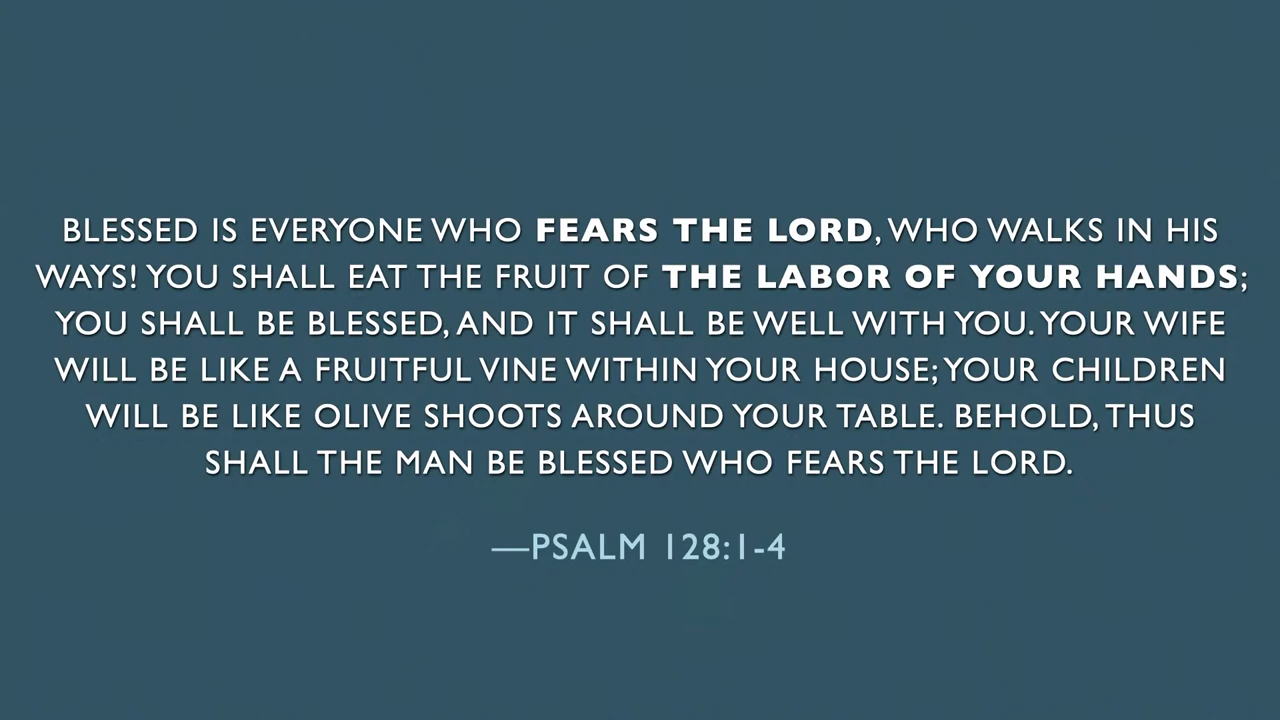 BLESSED IS EVERYONE WHO FEARS THE LORD, WHO WALKS IN HIS
WAYS! YOU SHALL EAT THE FRUIT OF THE LABOR OF YOUR HANDS;
YOU SHALL BE BLESSED, AND IT SHALL BE WELL WITH YOU. YOUR WIFE
WILL BE LIKE A FRUITFUL VINE WITHIN YOUR HOUSE; YOUR CHILDREN
WILL BE LIKE OLIVE SHOOTS AROUND YOUR TABLE. BEHOLD, THUS
SHALL THE MAN BE BLESSED WHO FEARS THE LORD.
—PSALM 128:1-4